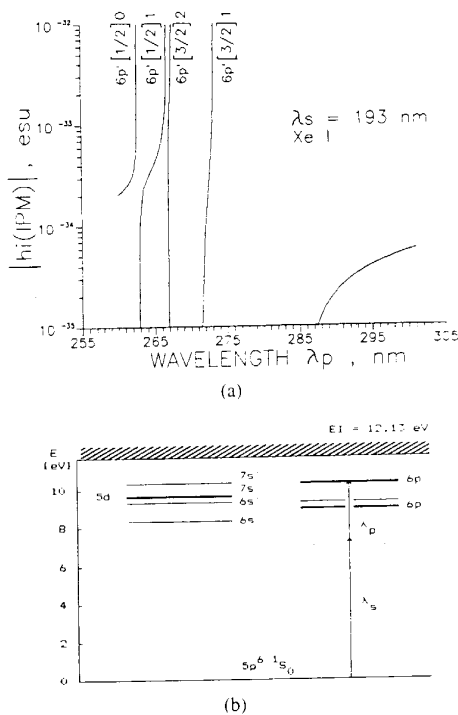 10⁻³²
6p'[1/2]0
6p'[1/2]1
6p'[3/2]2
6p'[3/2]1
10⁻³³
10⁻³⁴
10⁻³⁵
|hi(IPM)| , esu
λs = 193 nm
Xe I
255 265 275 285 295 305
WAVELENGTH λp , nm
(a)
EI = 12.13 eV
E
[eV]
10
8
6
4
2
0
5d
7s'
7s
6s'
6s
6p
6p
λp
λs
5p⁶ ¹S₀
(b)